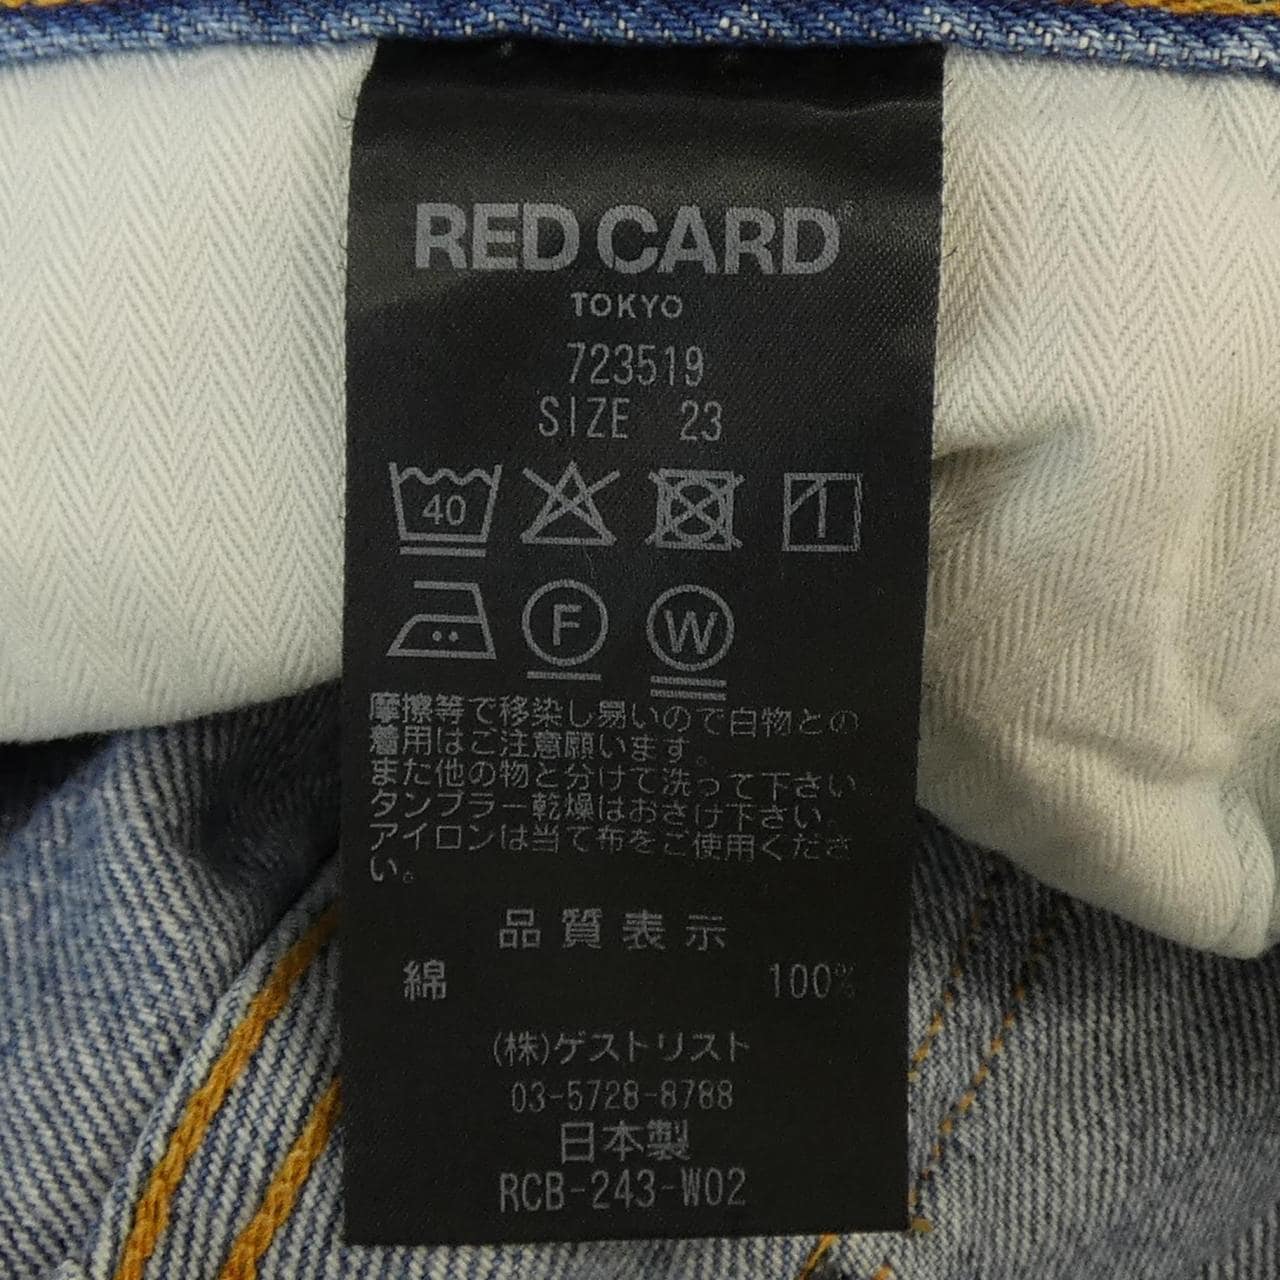 RED CARD®
TOKYO
723519
SIZE 23
40
F W
摩擦等で移染し易いので白物との
着用はご注意願います。
また他の物と分けて洗って下さい。
タンブラー乾燥はおさけ下さい。
アイロンは当て布をご使用くださ
い。
品質表示
綿 100%
(株)ゲストリスト
03-5728-8788
日本製
RCB-243-W02